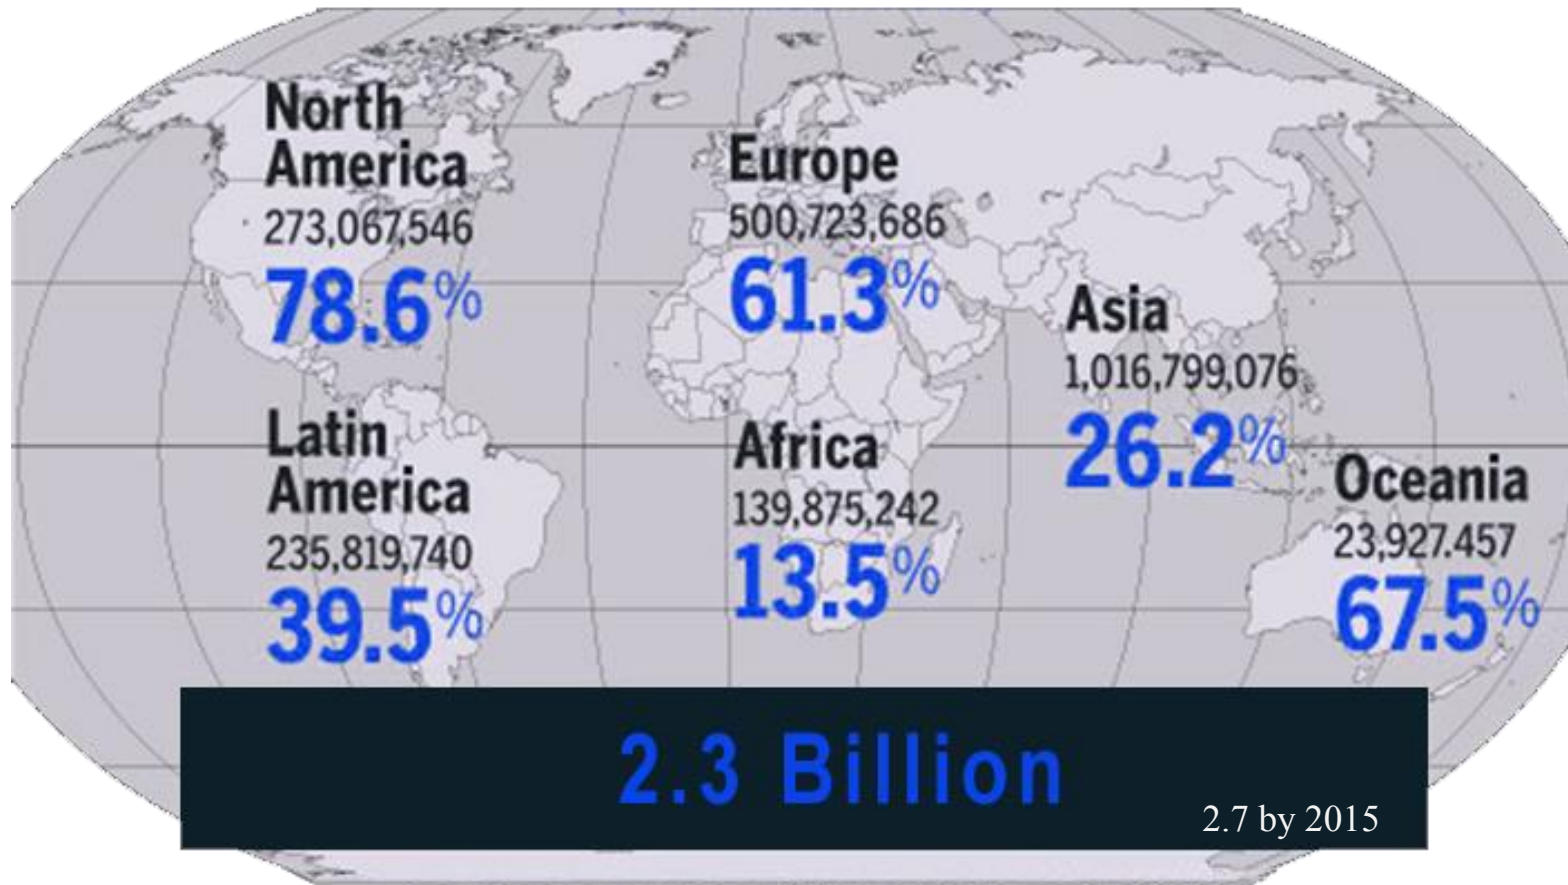 North
America
273,067,546
78.6%
Europe
500,723,686
61.3%
Asia
1,016,799,076
26.2%
Latin
America
235,819,740
39.5%
Africa
139,875,242
13.5%
Oceania
23,927.457
67.5%
2.3 Billion
2.7 by 2015